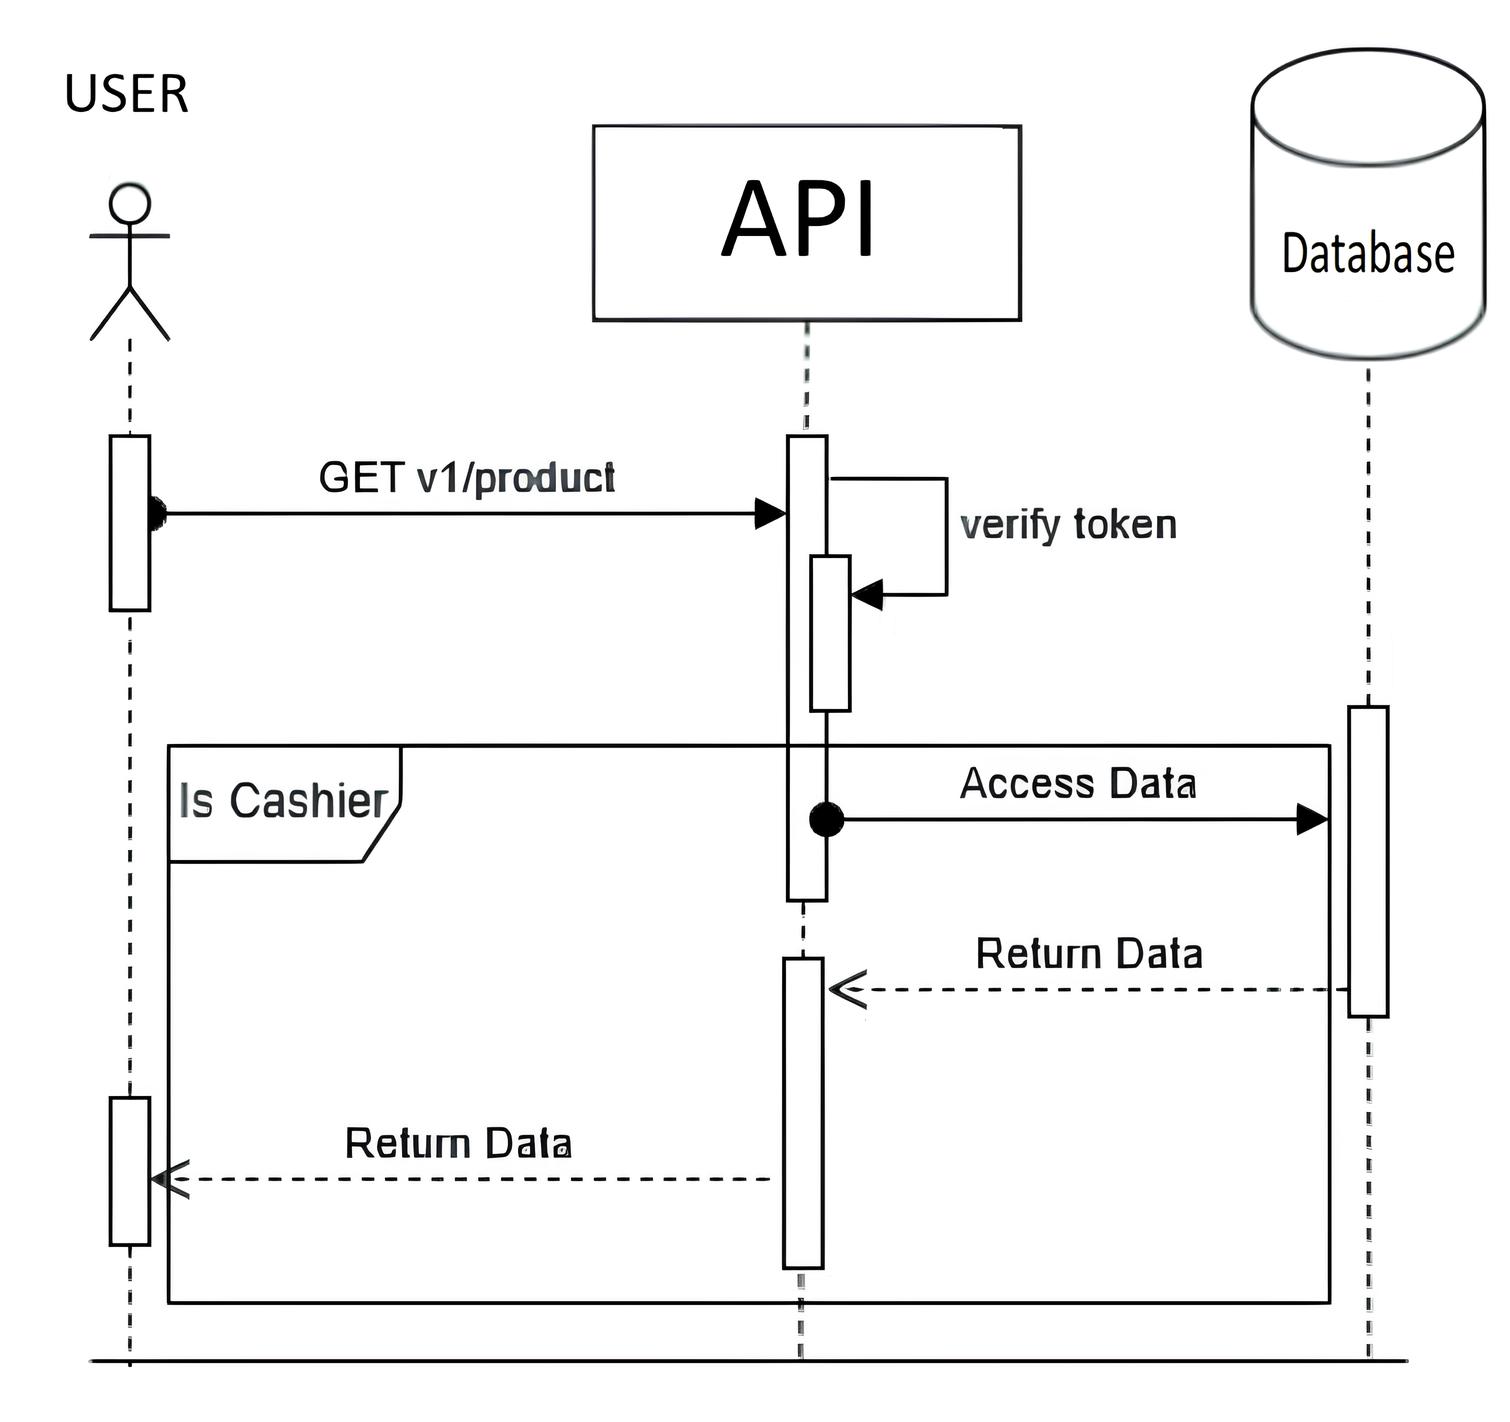 USER
API
Database
GET v1/product
verify token
Is Cashier
Access Data
Return Data
Return Data